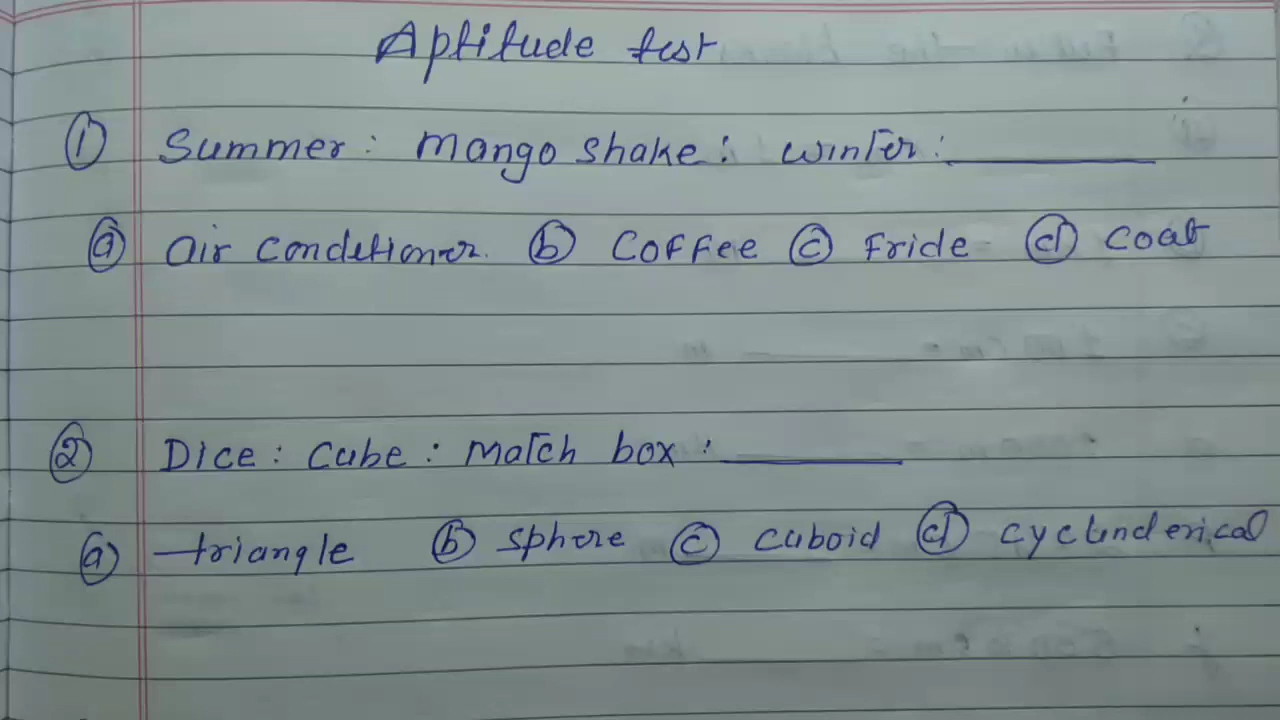 Aptitude test
① Summer : Mango shake : winter : ________
ⓐ Air Condetioner ⓑ Coffee ⓒ Fride ⓓ Coat
② Dice : Cube : Match box : ________
ⓐ triangle ⓑ Sphere ⓒ Cuboid ⓓ cyclinderical